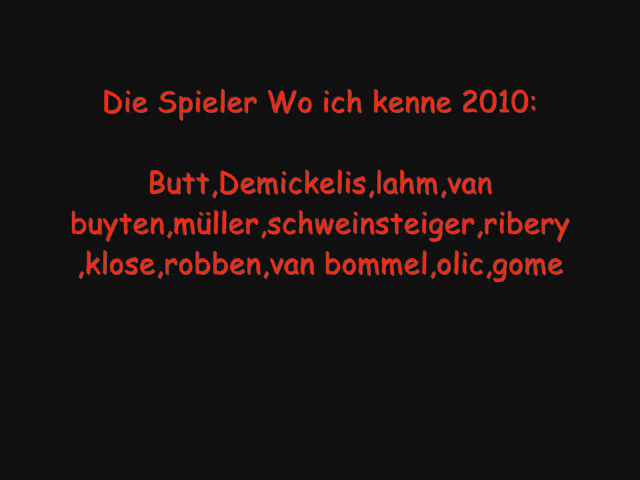 Die Spieler Wo ich kenne 2010:
Butt,Demickelis,lahm,van
buyten,müller,schweinsteiger,ribery
,klose,robben,van bommel,olic,gome